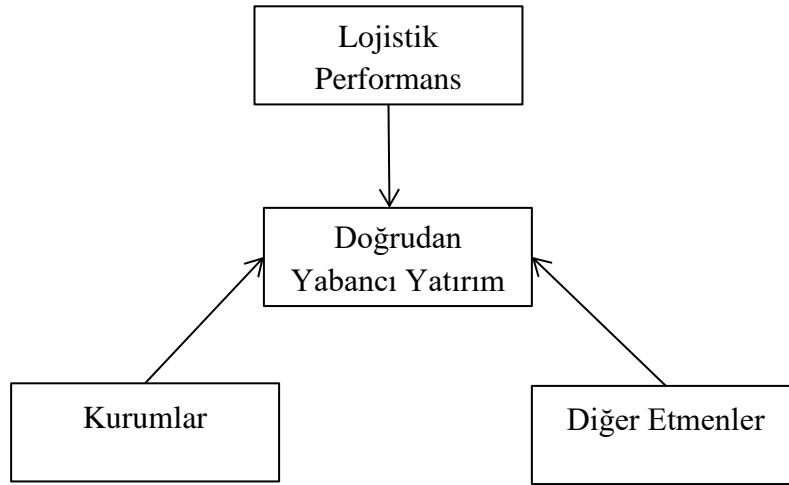 Lojistik
Performans
Doğrudan
Yabancı Yatırım
Kurumlar
Diğer Etmenler